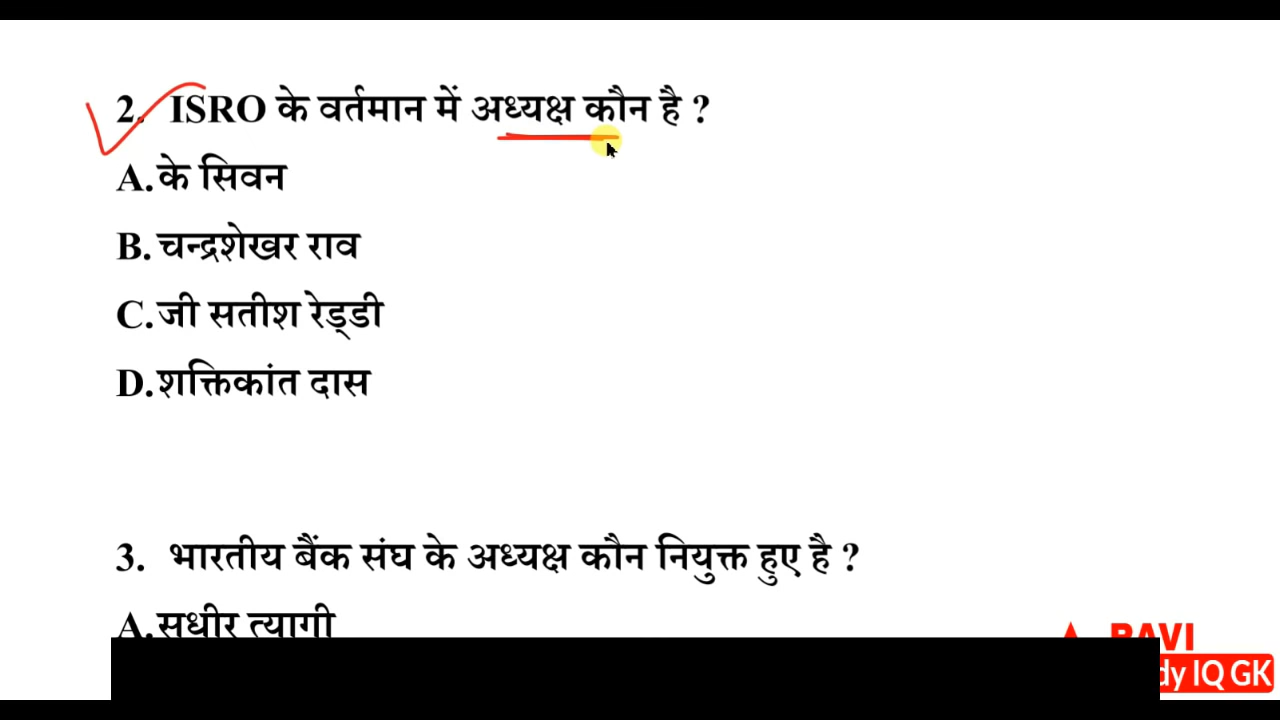 2. ISRO के वर्तमान में अध्यक्ष कौन है ?
A. के सिवन
B. चन्द्रशेखर राव
C. जी सतीश रेड्डी
D. शक्तिकांत दास
3. भारतीय बैंक संघ के अध्यक्ष कौन नियुक्त हुए है ?
A. सुधीर त्यागी
RAVI
dy IQ GK